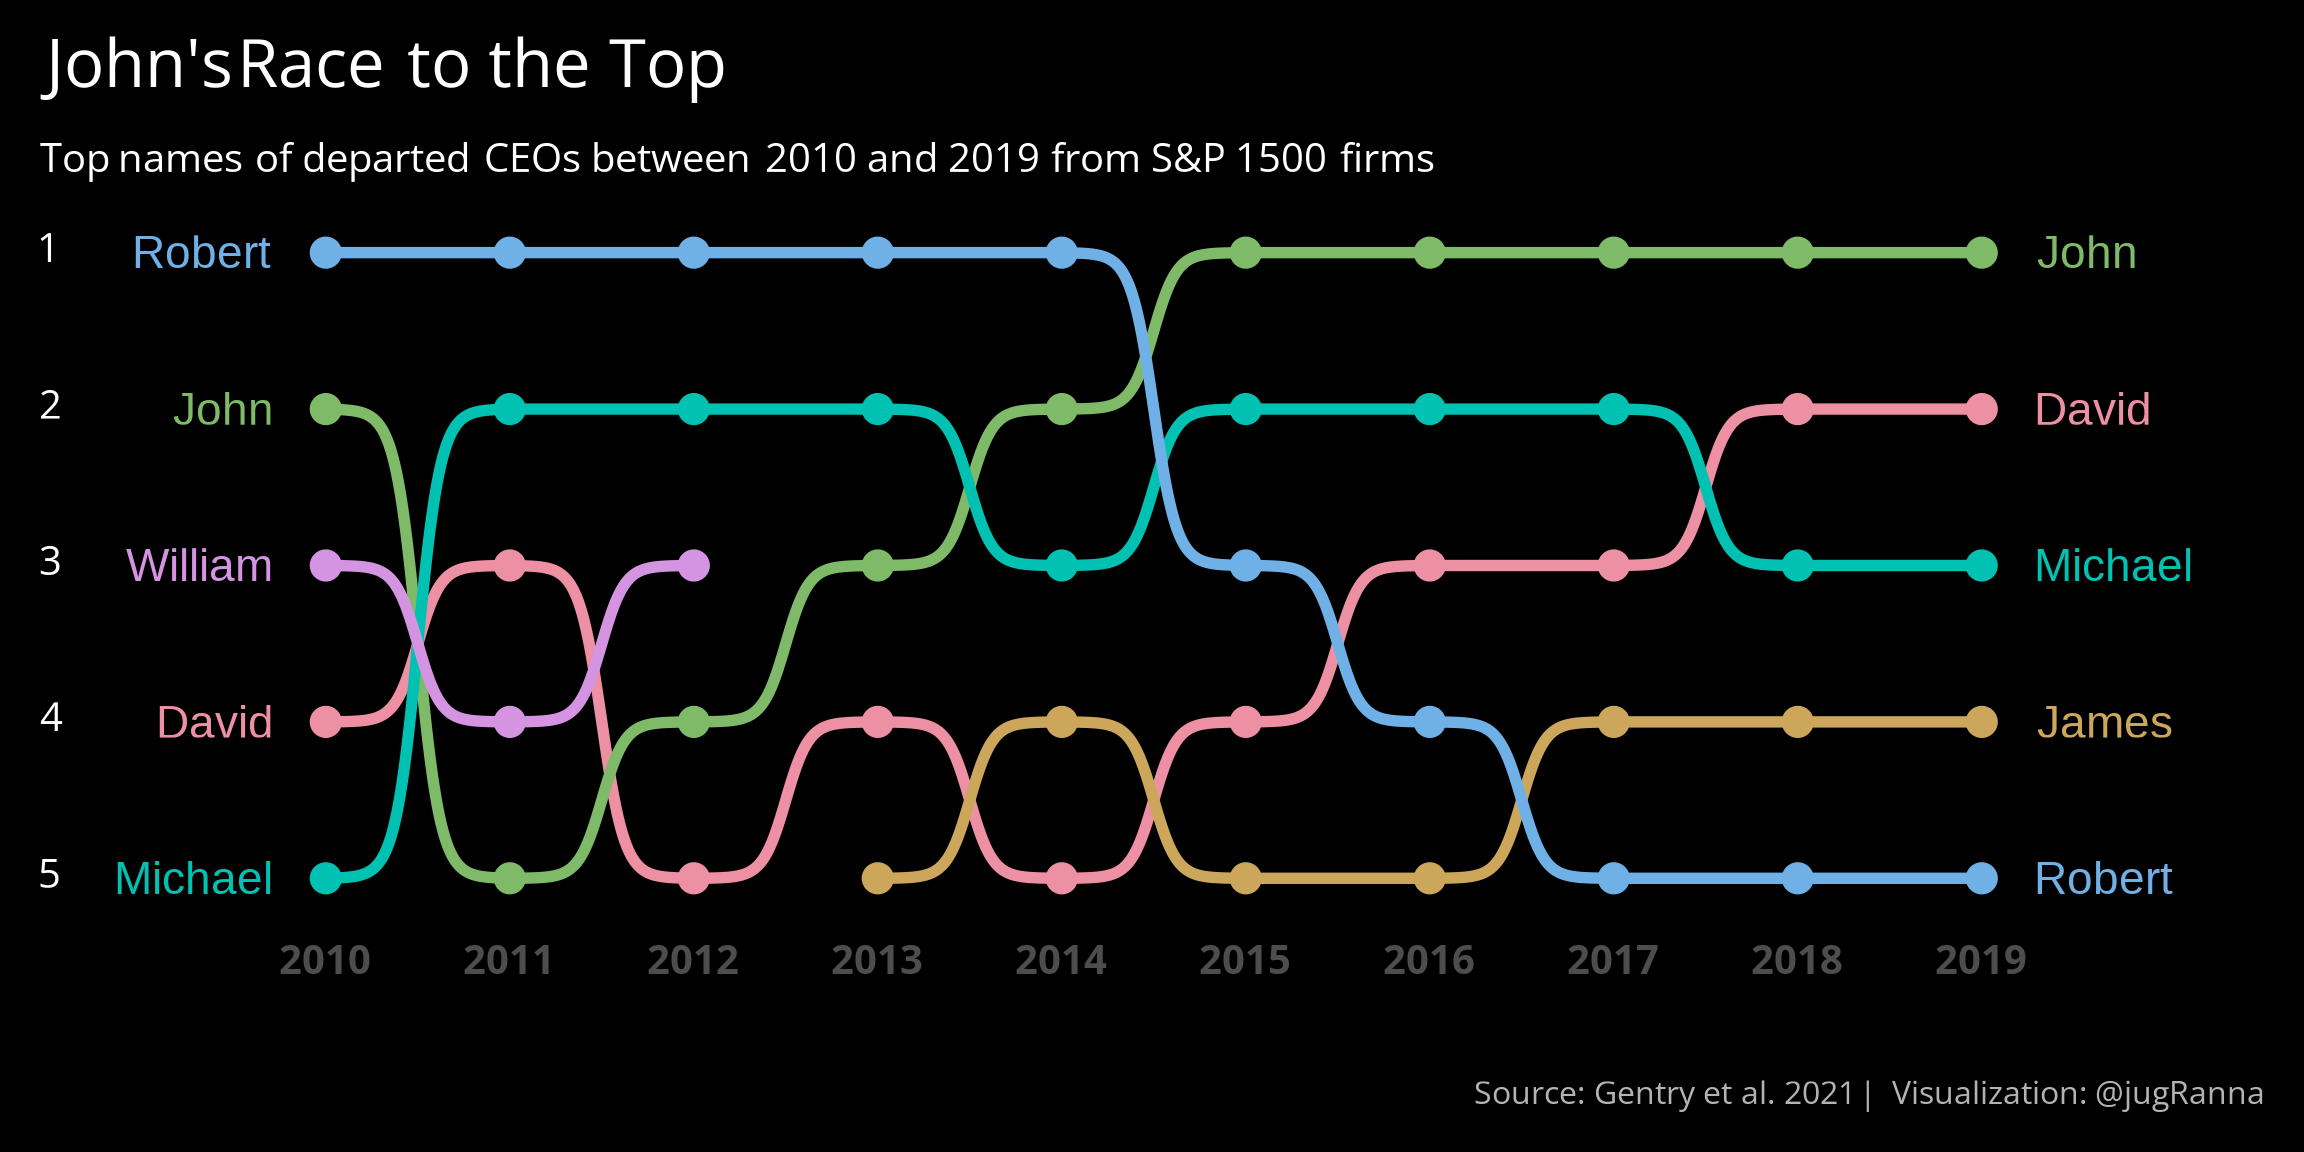 John's Race to the Top
Top names of departed CEOs between 2010 and 2019 from S&P 1500 firms
1 Robert John
2 John David
3 William Michael
4 David James
5 Michael Robert
2010 2011 2012 2013 2014 2015 2016 2017 2018 2019
Source: Gentry et al. 2021 | Visualization: @jugRanna